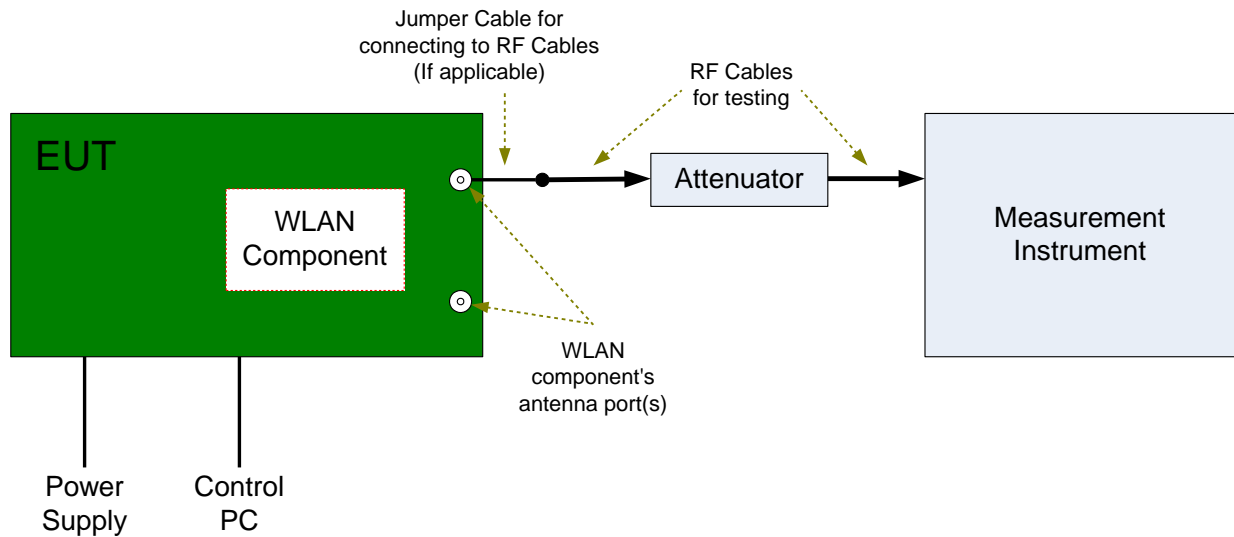 Jumper Cable for
connecting to RF Cables
(If applicable)
RF Cables
for testing
EUT
WLAN
Component
Attenuator
Measurement
Instrument
WLAN
component's
antenna port(s)
Power
Supply
Control
PC